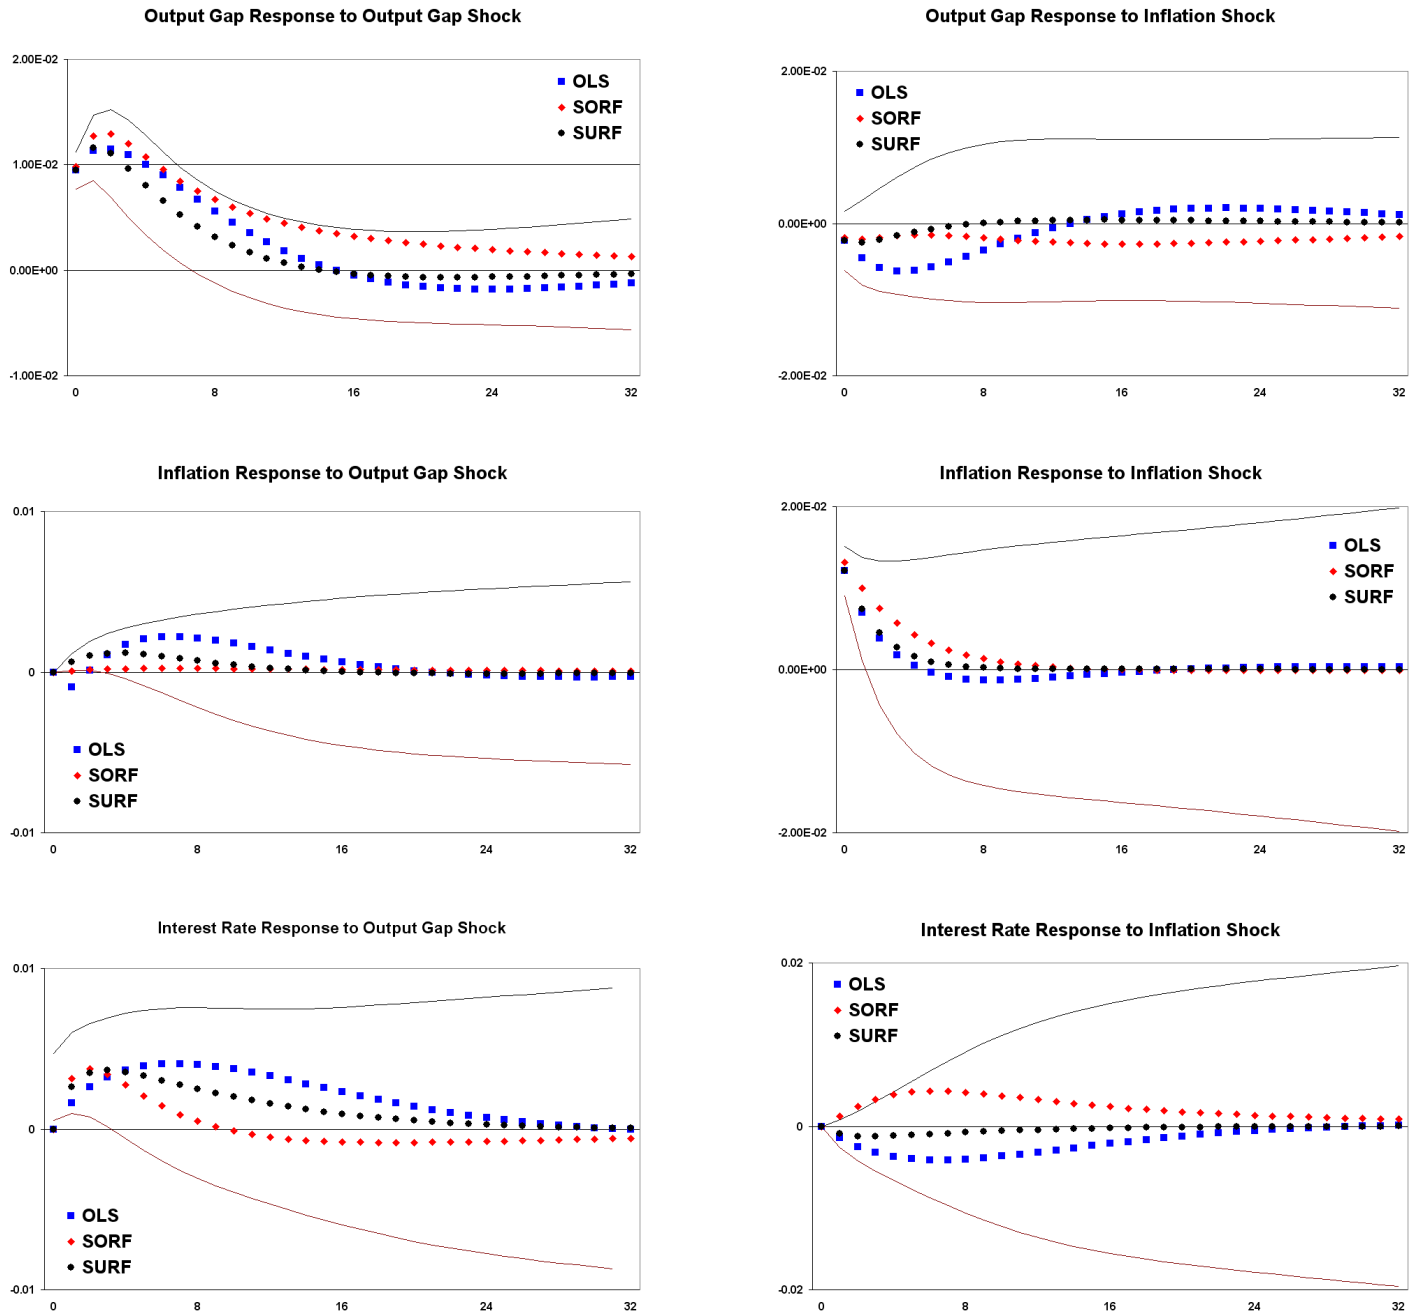 Output Gap Response to Output Gap Shock
2.00E-02
1.00E-02
0.00E+00
-1.00E-02
OLS
SORF
SURF
0 8 16 24 32
Output Gap Response to Inflation Shock
2.00E-02
0.00E+00
-2.00E-02
OLS
SORF
SURF
0 8 16 24 32
Inflation Response to Output Gap Shock
0.01
0
-0.01
OLS
SORF
SURF
0 8 16 24 32
Inflation Response to Inflation Shock
2.00E-02
0.00E+00
-2.00E-02
OLS
SORF
SURF
0 8 16 24 32
Interest Rate Response to Output Gap Shock
0.01
0
-0.01
OLS
SORF
SURF
0 8 16 24 32
Interest Rate Response to Inflation Shock
0.02
0
-0.02
OLS
SORF
SURF
0 8 16 24 32